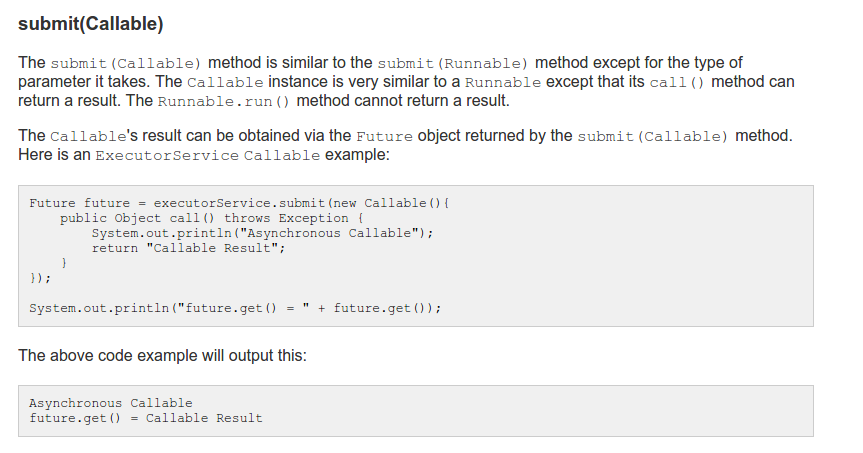 submit(Callable)
The submit(Callable) method is similar to the submit(Runnable) method except for the type of
parameter it takes. The Callable instance is very similar to a Runnable except that its call() method can
return a result. The Runnable.run() method cannot return a result.
The Callable's result can be obtained via the Future object returned by the submit(Callable) method.
Here is an ExecutorService Callable example:
Future future = executorService.submit(new Callable(){
    public Object call() throws Exception {
        System.out.println("Asynchronous Callable");
        return "Callable Result";
    }
});
System.out.println("future.get() = " + future.get());
The above code example will output this:
Asynchronous Callable
future.get() = Callable Result